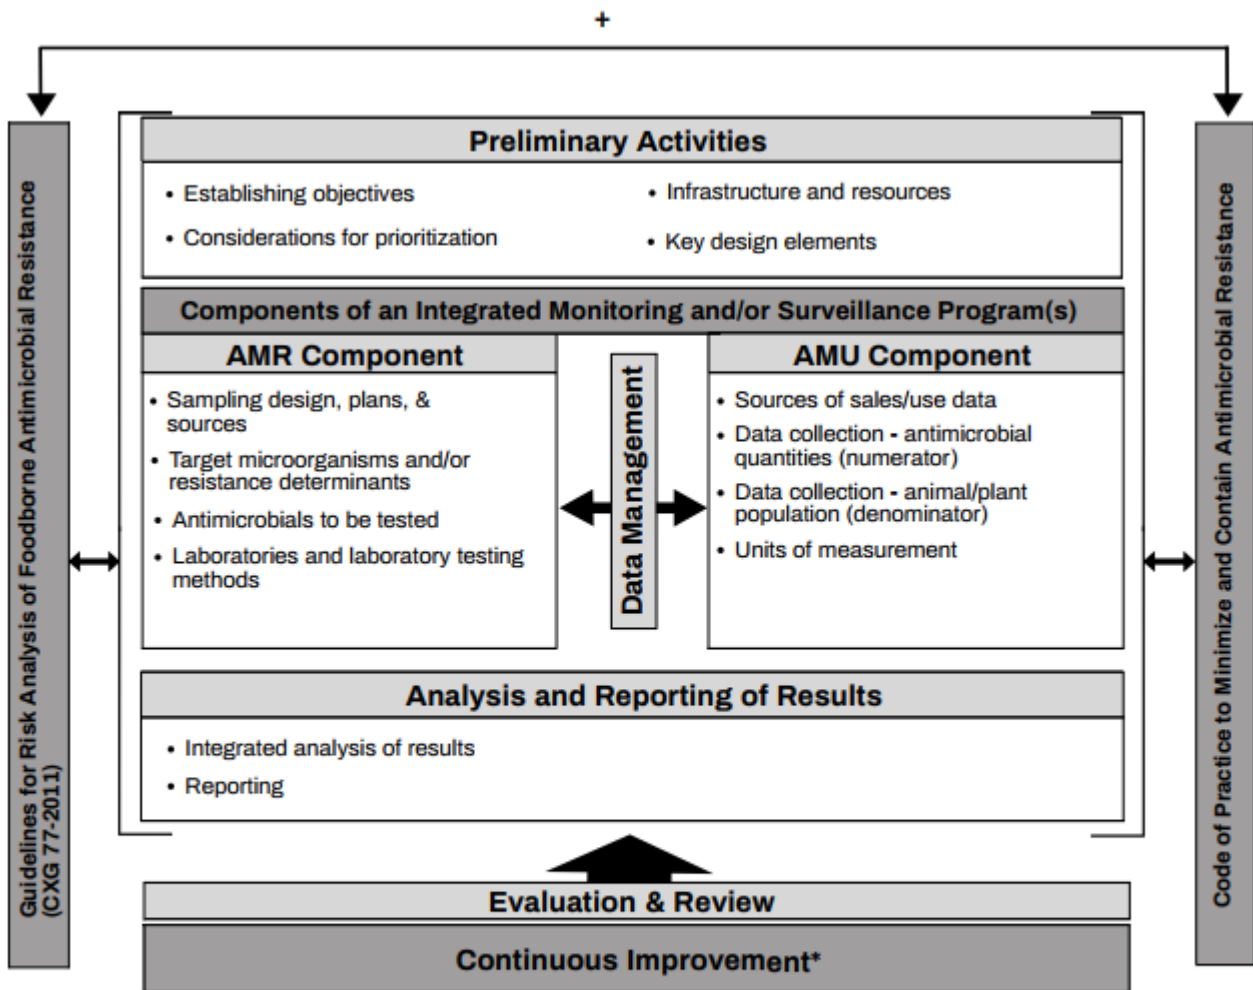 +
Guidelines for Risk Analysis of Foodborne Antimicrobial Resistance
(CXG 77-2011)
Preliminary Activities
• Establishing objectives
• Considerations for prioritization
• Infrastructure and resources
• Key design elements
Components of an Integrated Monitoring and/or Surveillance Program(s)
AMR Component
• Sampling design, plans, &
sources
• Target microorganisms and/or
resistance determinants
• Antimicrobials to be tested
• Laboratories and laboratory testing
methods
Data Management
AMU Component
• Sources of sales/use data
• Data collection - antimicrobial
quantities (numerator)
• Data collection - animal/plant
population (denominator)
• Units of measurement
Analysis and Reporting of Results
• Integrated analysis of results
• Reporting
Evaluation & Review
Continuous Improvement*
Code of Practice to Minimize and Contain Antimicrobial Resistance